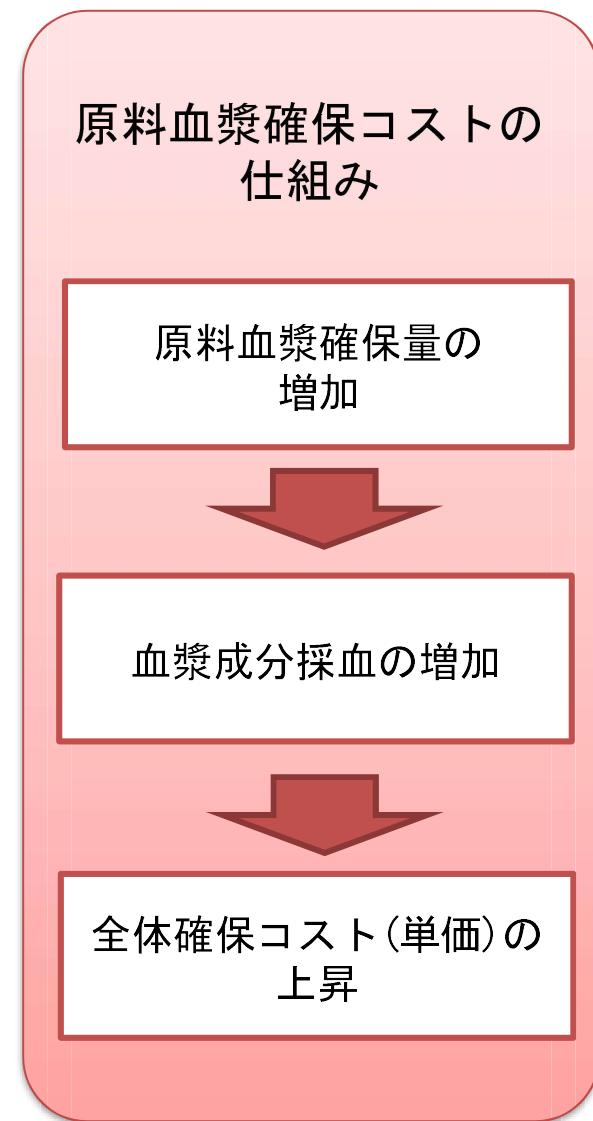 原料血漿確保コストの
仕組み
原料血漿確保量の
増加
血漿成分採血の増加
全体確保コスト(単価)の
上昇